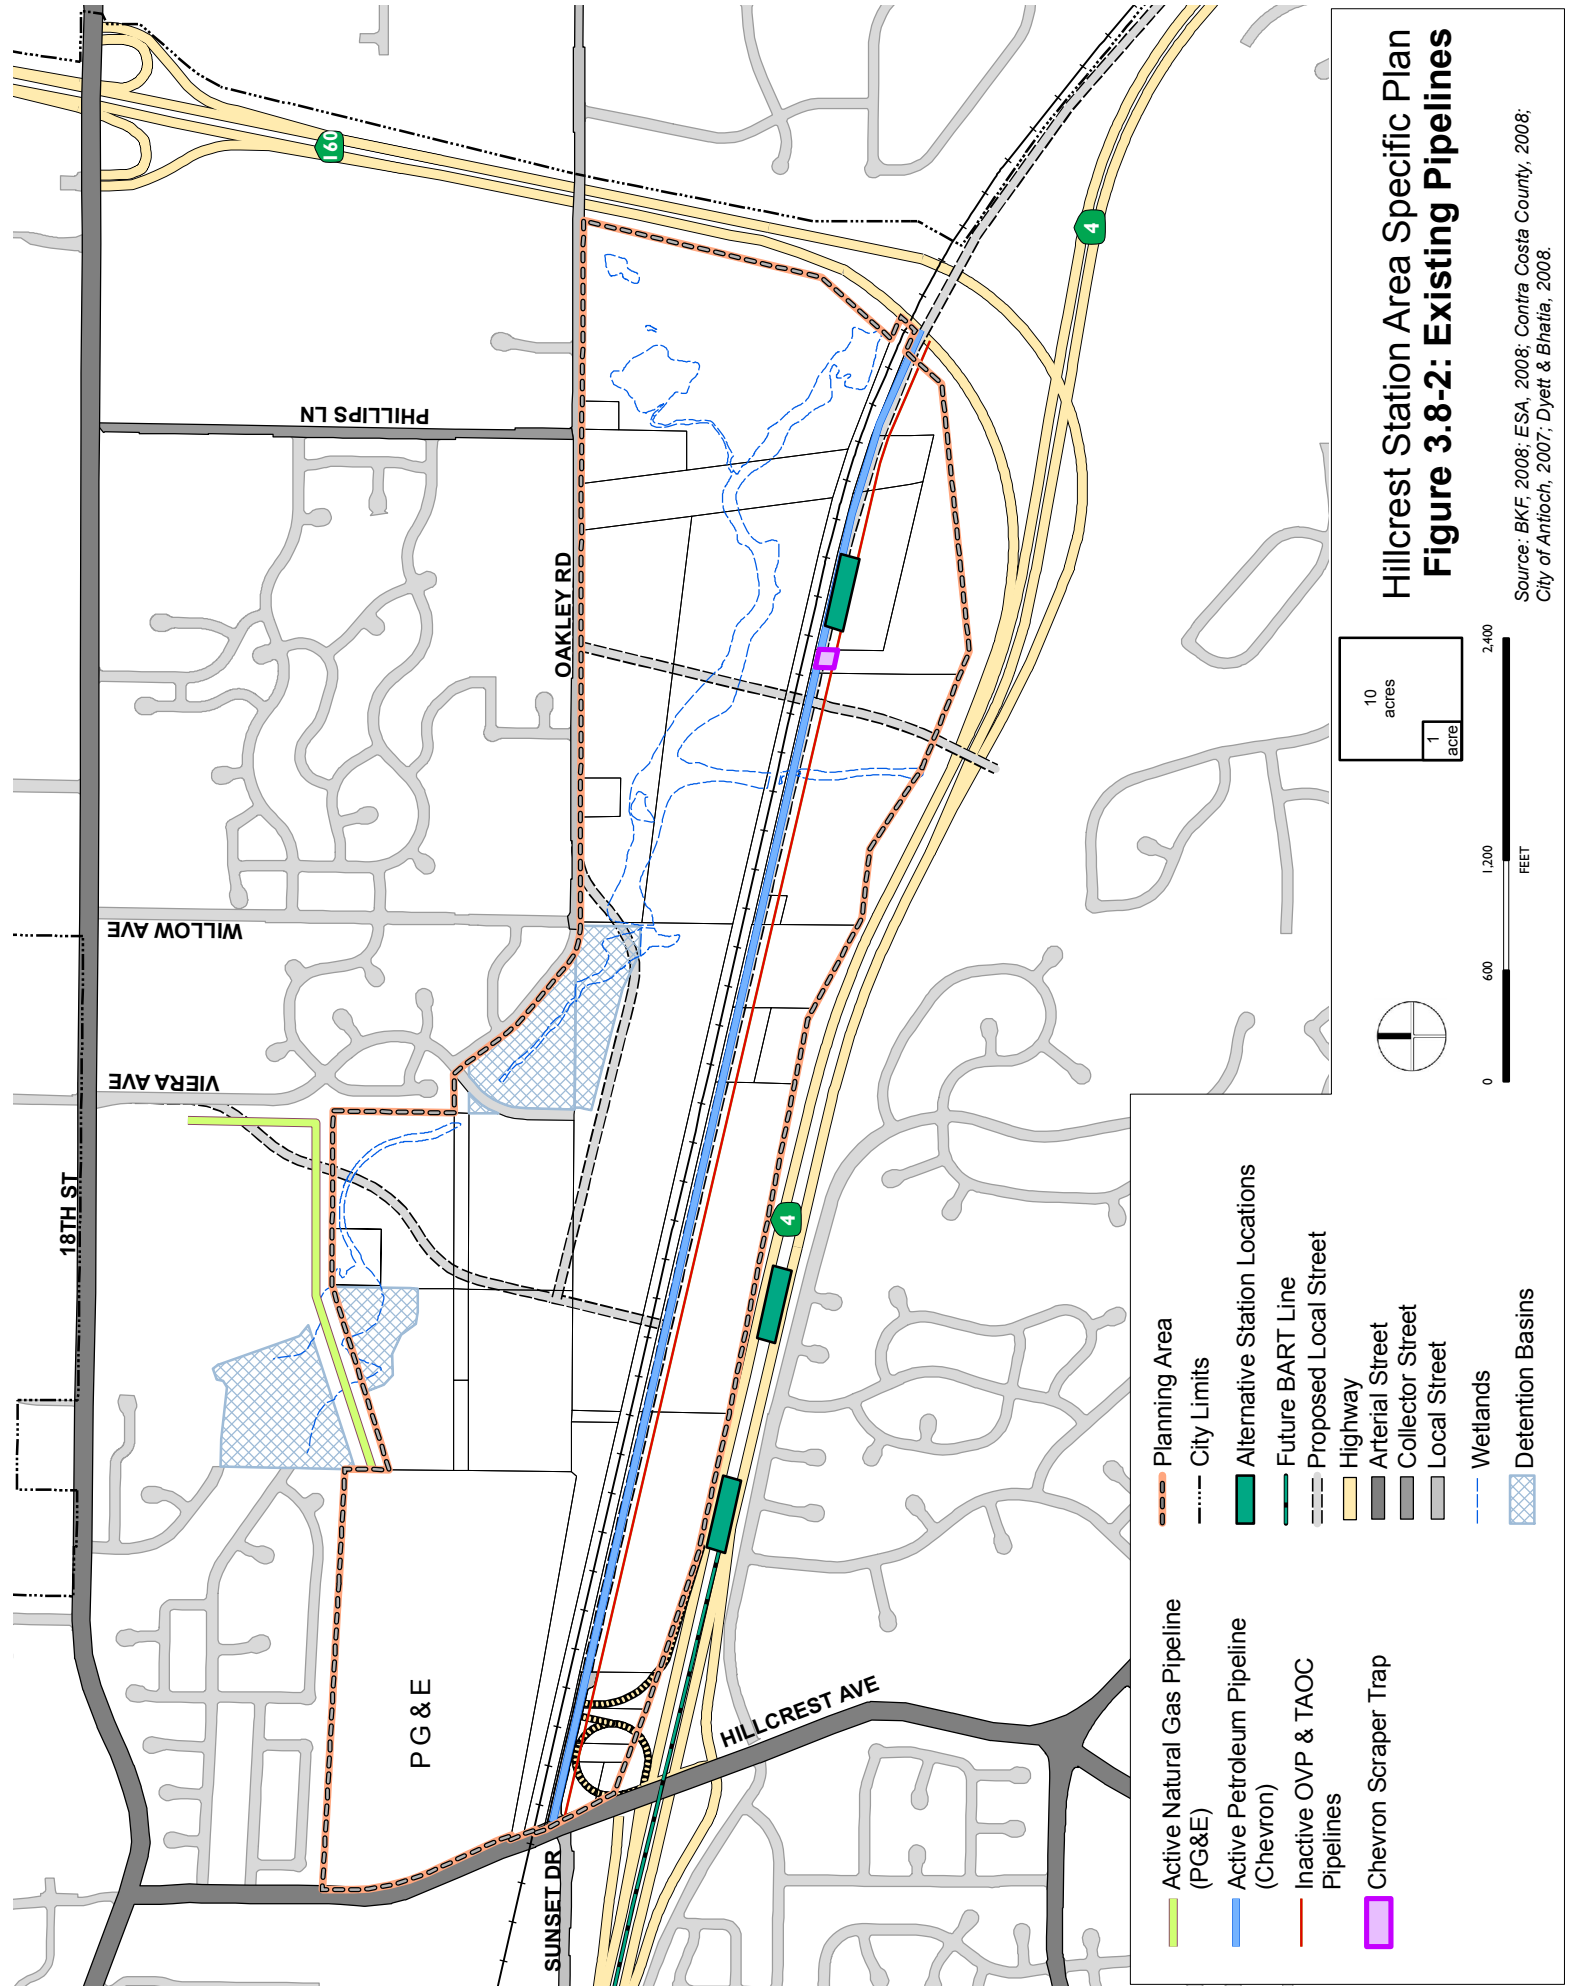 Hillcrest Station Area Specific Plan
Figure 3.8-2: Existing Pipelines
Source: BKF, 2008; ESA, 2008; Contra Costa County, 2008;
City of Antioch, 2007; Dyett & Bhatia, 2008.
18TH ST
VIERA AVE
WILLOW AVE
PHILLIPS LN
OAKLEY RD
160
4
4
PG&E
HILLCREST AVE
SUNSET DR
Active Natural Gas Pipeline
(PG&E)
Active Petroleum Pipeline
(Chevron)
Inactive OVP & TAOC
Pipelines
Chevron Scraper Trap
Planning Area
City Limits
Alternative Station Locations
Future BART Line
Proposed Local Street
Highway
Arterial Street
Collector Street
Local Street
Wetlands
Detention Basins
0 600 1,200 2,400
FEET
10
acres
1
acre